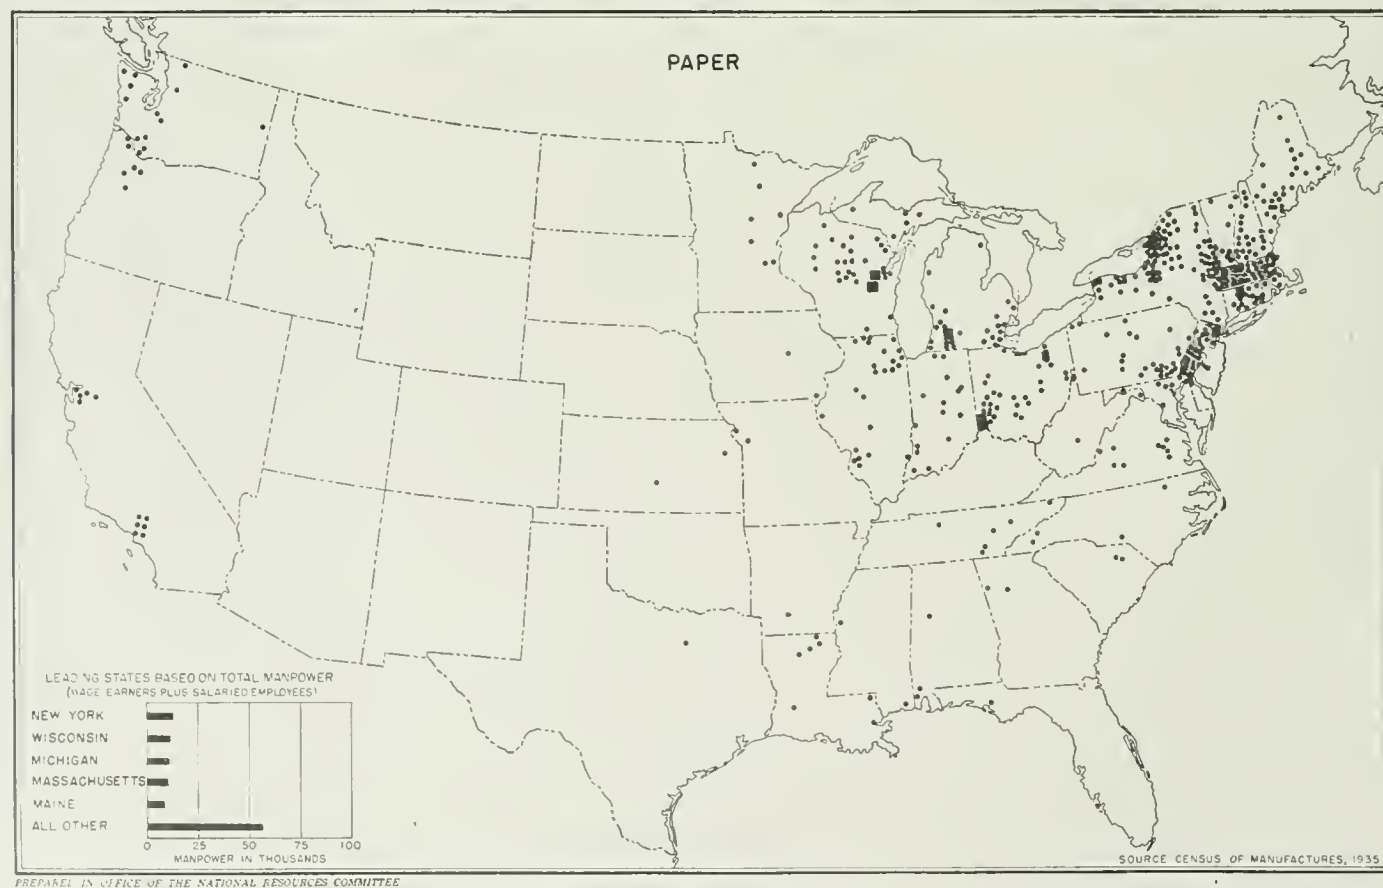 PAPER
LEADING STATES BASED ON TOTAL MANPOWER
(WAGE EARNERS PLUS SALARIED EMPLOYEES)
NEW YORK
WISCONSIN
MICHIGAN
MASSACHUSETTS
MAINE
ALL OTHER
0 25 50 75 100
MANPOWER IN THOUSANDS
SOURCE CENSUS OF MANUFACTURES, 1935
PREPARED IN OFFICE OF THE NATIONAL RESOURCES COMMITTEE